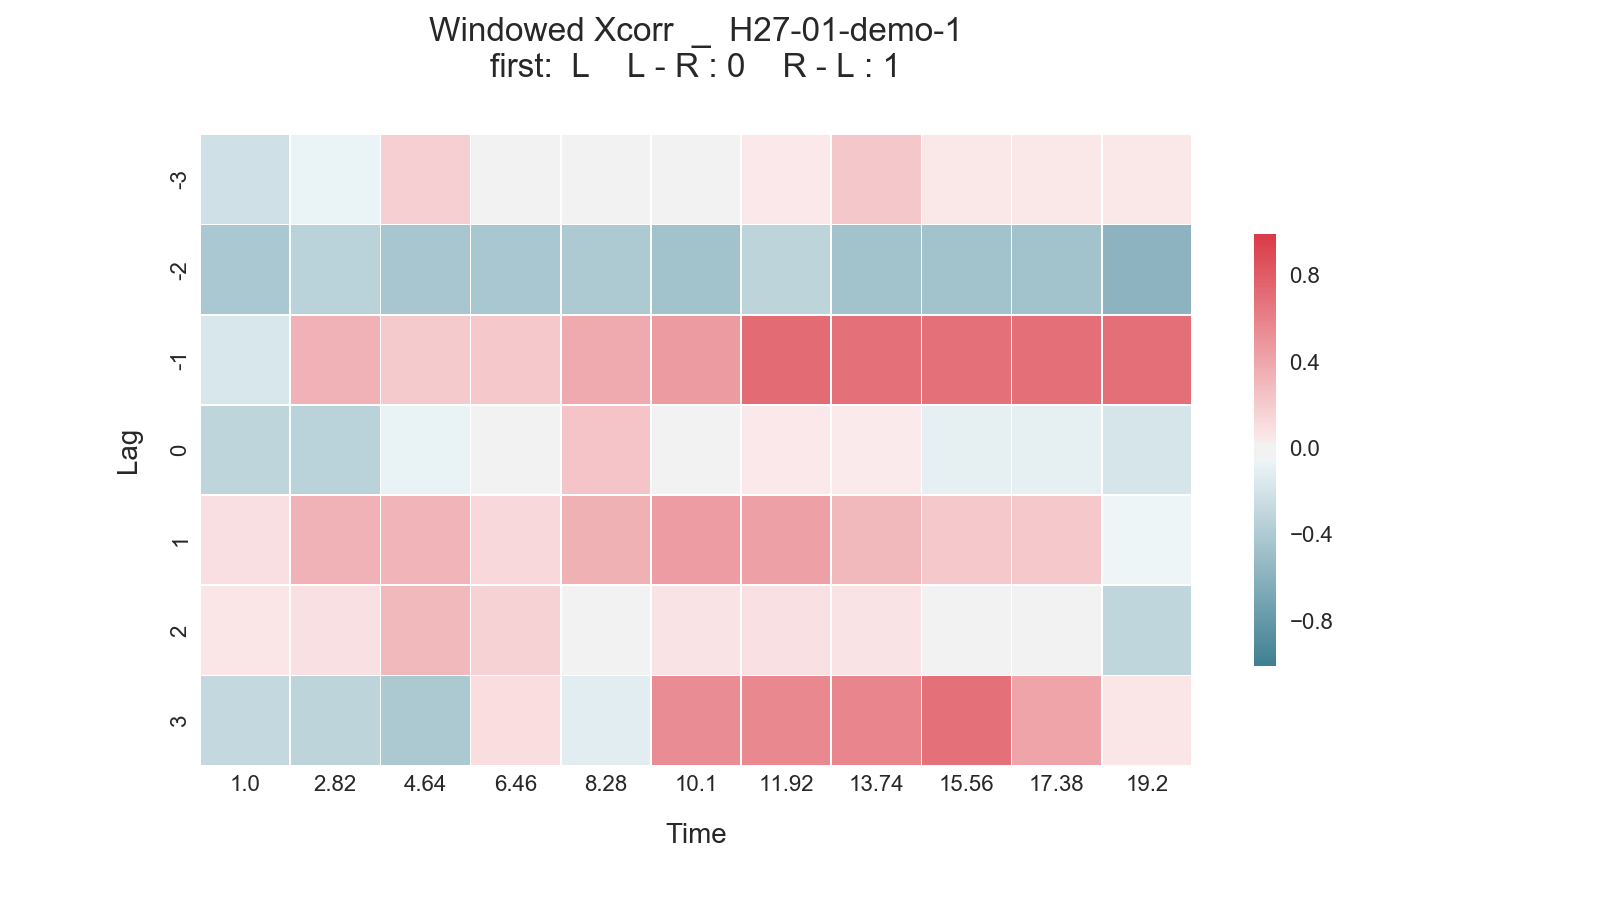 Windowed Xcorr _ H27-01-demo-1
first: L L - R : 0 R - L : 1
-3
-2
-1
0
1
2
3
Lag
1.0 2.82 4.64 6.46 8.28 10.1 11.92 13.74 15.56 17.38 19.2
Time
0.8
0.4
0.0
−0.4
−0.8